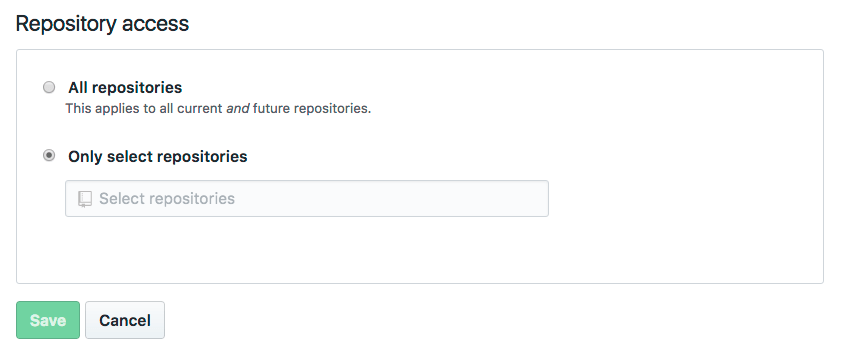 Repository access
All repositories
This applies to all current and future repositories.
Only select repositories
Select repositories
Save
Cancel